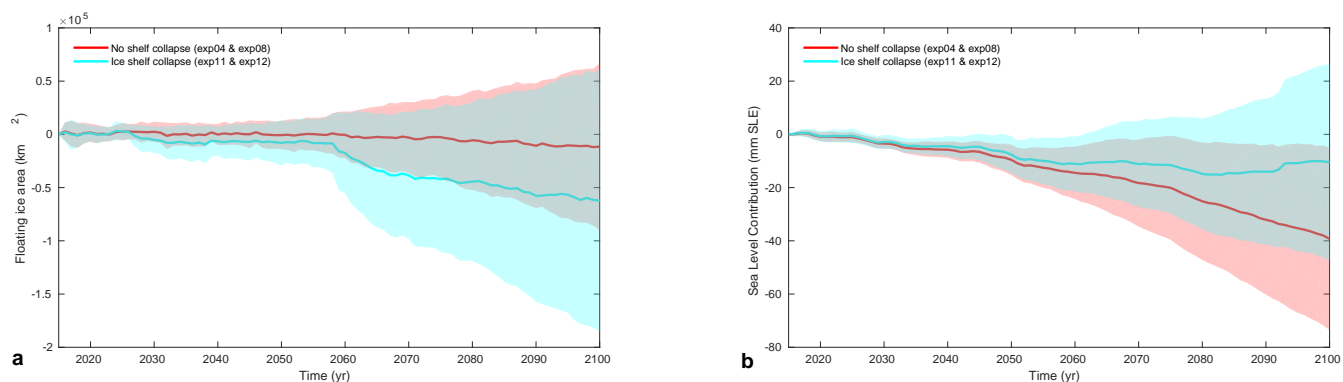 ×10^5
1
0.5
0
-0.5
-1
-1.5
-2
Floating ice area (km^2)
No shelf collapse (exp04 & exp08)
Ice shelf collapse (exp11 & exp12)
2020 2030 2040 2050 2060 2070 2080 2090 2100
Time (yr)
a
40
20
0
-20
-40
-60
-80
Sea Level Contribution (mm SLE)
No shelf collapse (exp04 & exp08)
Ice shelf collapse (exp11 & exp12)
2020 2030 2040 2050 2060 2070 2080 2090 2100
Time (yr)
b